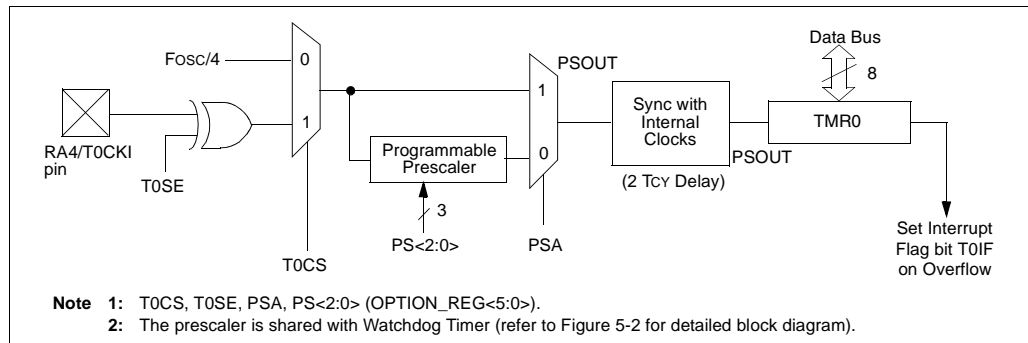 Data Bus
FOSC/4
0
PSOUT
8
1
Sync with
Internal
Clocks
TMR0
1
RA4/T0CKI
pin
Programmable
Prescaler
0
PSOUT
T0SE
(2 TCY Delay)
3
Set Interrupt
Flag bit T0IF
on Overflow
PS<2:0>
PSA
T0CS
Note 1: T0CS, T0SE, PSA, PS<2:0> (OPTION_REG<5:0>).
2: The prescaler is shared with Watchdog Timer (refer to Figure 5-2 for detailed block diagram).